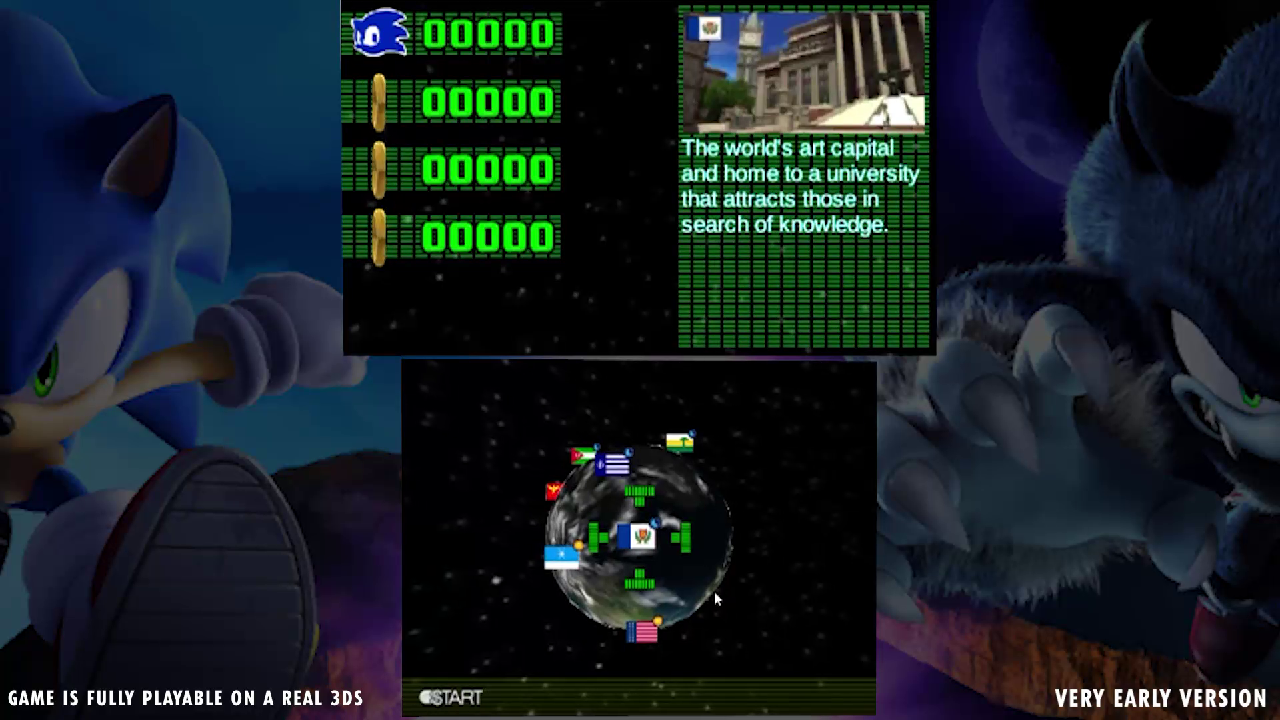 00000
00000
00000
00000
The world's art capital
and home to a university
that attracts those in
search of knowledge.
START
GAME IS FULLY PLAYABLE ON A REAL 3DS
VERY EARLY VERSION